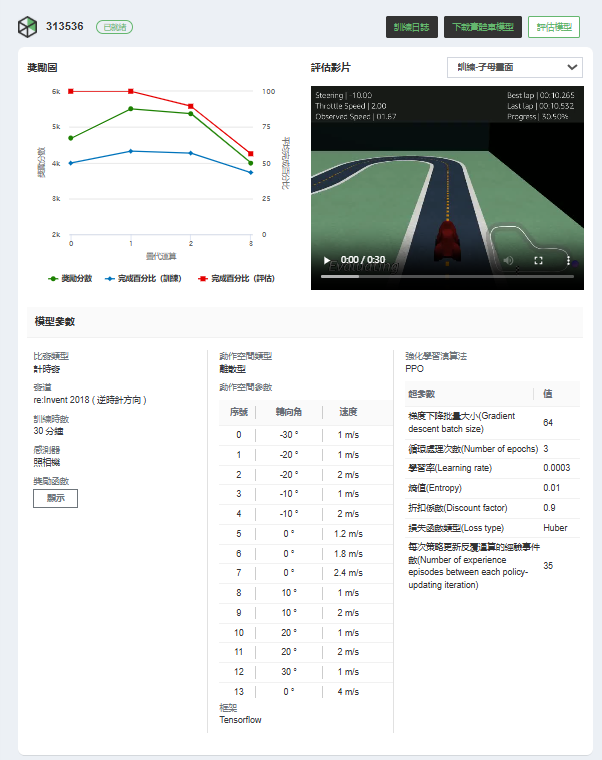 313536
已就緒
訓練日誌
下載實體車模型
評估模型
獎勵圖
6k
5k
4k
3k
2k
100
75
50
25
0
獎勵分數
完成百分比評估
0
1
2
3
疊代運算
獎勵分數
完成百分比（訓練）
完成百分比（評估）
評估影片
訓練-子母畫面
Steering | -10.00
Throttle Speed | 2.00
Observed Speed | 01.67
Best lap | 00:10.265
Last lap | 00:10.532
Progress | 30.50%
Evaluating
0:00 / 0:30
模型參數
比賽類型
計時賽
賽道
re:Invent 2018 ( 逆時針方向 )
訓練時數
30 分鐘
感測器
照相機
獎勵函數
顯示
動作空間類型
離散型
動作空間參數
序號 轉向角 速度
0 -30 ° 1 m/s
1 -20 ° 1 m/s
2 -20 ° 2 m/s
3 -10 ° 1 m/s
4 -10 ° 2 m/s
5 0 ° 1.2 m/s
6 0 ° 1.8 m/s
7 0 ° 2.4 m/s
8 10 ° 1 m/s
9 10 ° 2 m/s
10 20 ° 1 m/s
11 20 ° 2 m/s
12 30 ° 1 m/s
13 0 ° 4 m/s
框架
Tensorflow
強化學習演算法
PPO
超參數 值
梯度下降批量大小(Gradient
descent batch size)
64
循環處理次數(Number of epochs) 3
學習率(Learning rate) 0.0003
熵值(Entropy) 0.01
折扣係數(Discount factor) 0.9
損失函數類型(Loss type) Huber
每次策略更新反覆運算的經驗事件
數(Number of experience
episodes between each policy-
updating iteration)
35